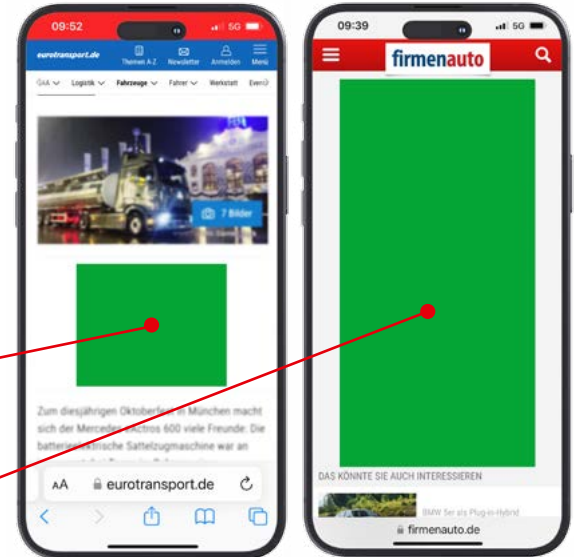 09:52
5G
eurotransport.de
Themen A-Z
Newsletter
Anmelden
Menü
Logistik
Fahrzeuge
Fahrer
Werkstatt
7 Bilder
Zum diesjährigen Oktoberfest in München macht
sich der Mercedes eActros 600 viele Freunde: Die
batterieelektrische Sattelzugmaschine war an
AA
eurotransport.de
09:39
5G
firmenauto
DAS KÖNNTE SIE AUCH INTERESSIEREN
BMW 5er als Plug-in-Hybrid
firmenauto.de